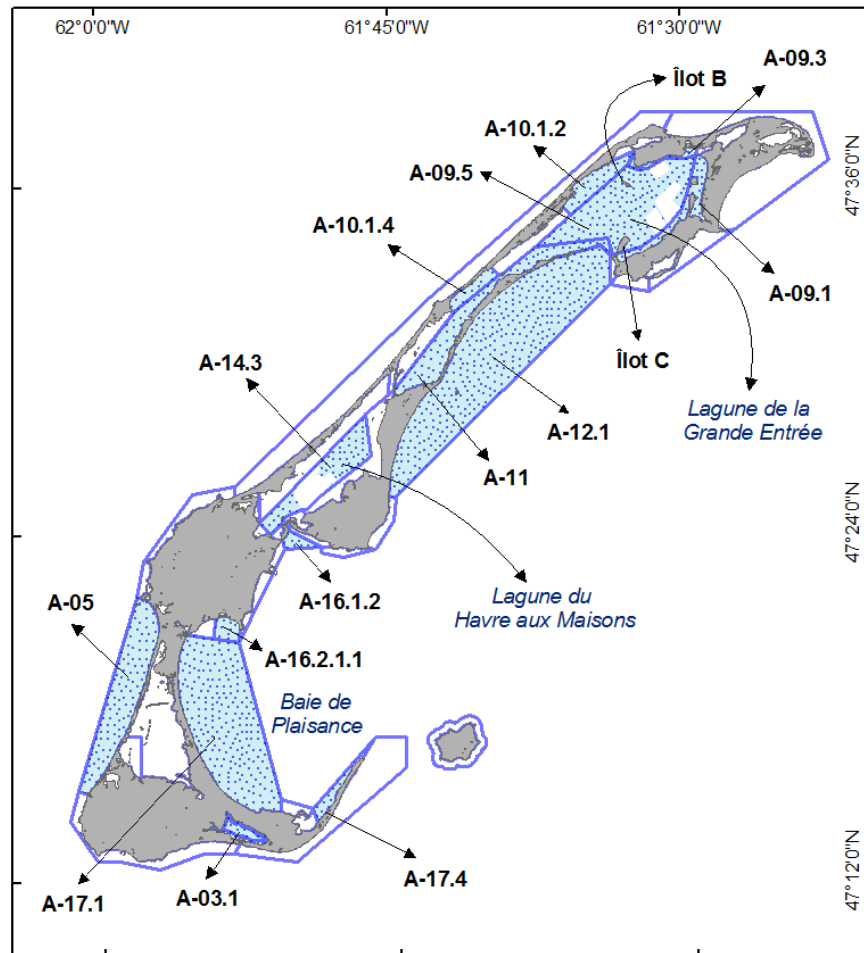 62°0'0"W
61°45'0"W
61°30'0"W
A-09.3
Îlot B
A-10.1.2
A-09.5
47°36'0"N
A-10.1.4
A-09.1
Îlot C
A-14.3
Lagune de la
Grande Entrée
A-12.1
A-11
47°24'0"N
A-16.1.2
Lagune du
Havre aux Maisons
A-05
A-16.2.1.1
Baie de
Plaisance
A-17.4
47°12'0"N
A-17.1
A-03.1